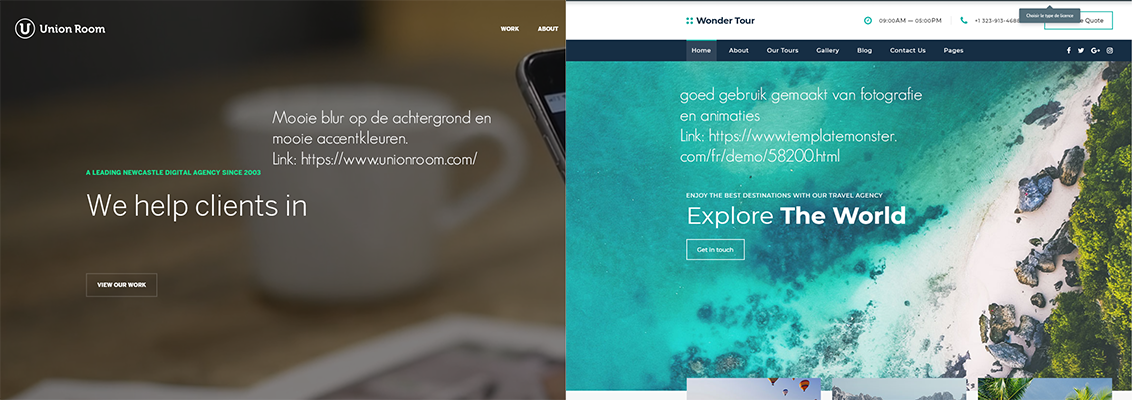 Union Room
WORK ABOUT
Mooie blur op de achtergrond en
mooie accentkleuren.
Link: https://www.unionroom.com/
A LEADING NEWCASTLE DIGITAL AGENCY SINCE 2003
We help clients in
VIEW OUR WORK
Choisir le type de licence
Wonder Tour
09:00AM — 05:00PM
+1 323-913-4688
Quote
Home About Our Tours Gallery Blog Contact Us Pages
goed gebruik gemaakt van fotografie
en animaties
Link: https://www.templatemonster.
com/fr/demo/58200.html
ENJOY THE BEST DESTINATIONS WITH OUR TRAVEL AGENCY
Explore The World
Get in touch